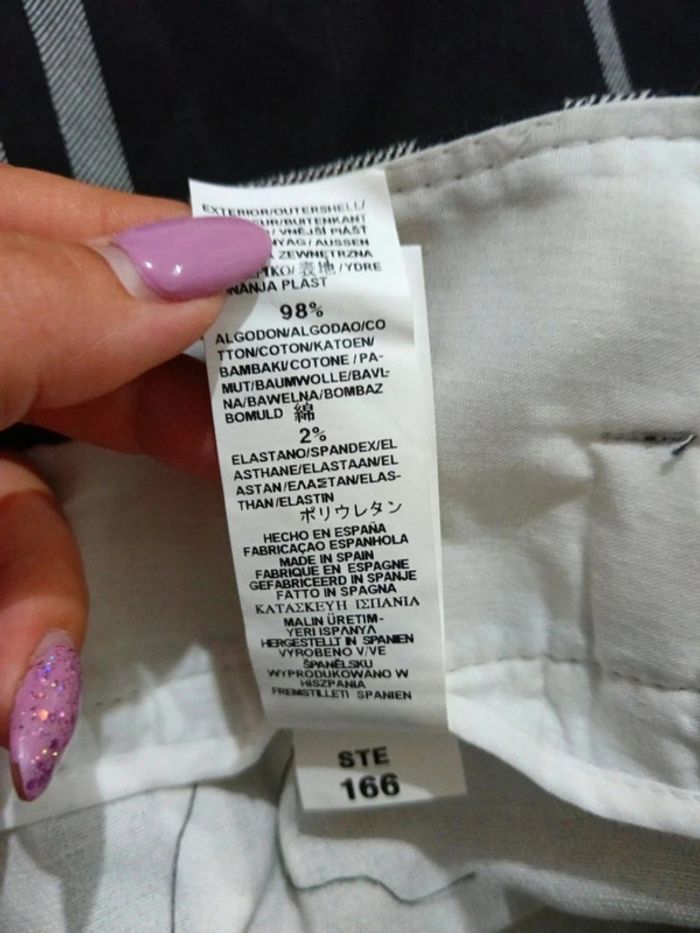 EXTERIOR/OUTERSHELL/
UR/BUITENKANT
/ VNĚJŠÍ PLÁŠŤ
NYAG/ AUSSEN
ZEWNĘTRZNA
ΡΙΚΟ/ 表地/YDRE
NANJA PLAST
98%
ALGODON/ALGODAO/CO
TTON/COTON/KATOEN/
BAMBAKI/COTONE / PA-
MUT/BAUMWOLLE/BAVL-
NA/BAWELNA/BOMBAZ
BOMULD 綿
2%
ELASTANO/SPANDEX/EL
ASTHANE/ELASTAAN/EL
ASTAN/ΕΛΑΣΤΑΝ/ELAS-
THAN/ELASTIN
ポリウレタン
HECHO EN ESPAÑA
FABRICAÇAO ESPANHOLA
MADE IN SPAIN
FABRIQUE EN ESPAGNE
GEFABRICEERD IN SPANJE
FATTO IN SPAGNA
ΚΑΤΑΣΚΕΥΗ ΙΣΠΑΝΙΑ
MALIN ÜRETIM-
YERI ISPANYA
HERGESTELLT IN SPANIEN
VYROBENO V/VE
ŠPANĚLSKU
WYPRODUKOWANO W
HISZPANIA
FREMSTILLETI SPANIEN
STE
166